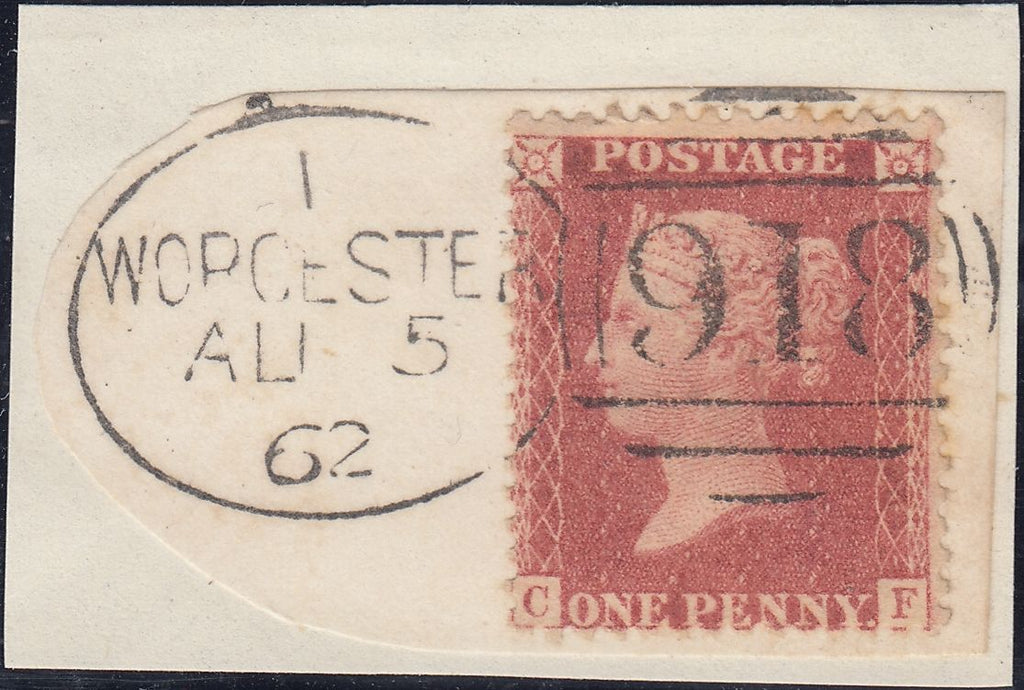 1
WORCESTER
AU 5
62
POSTAGE
918
C ONE PENNY. F